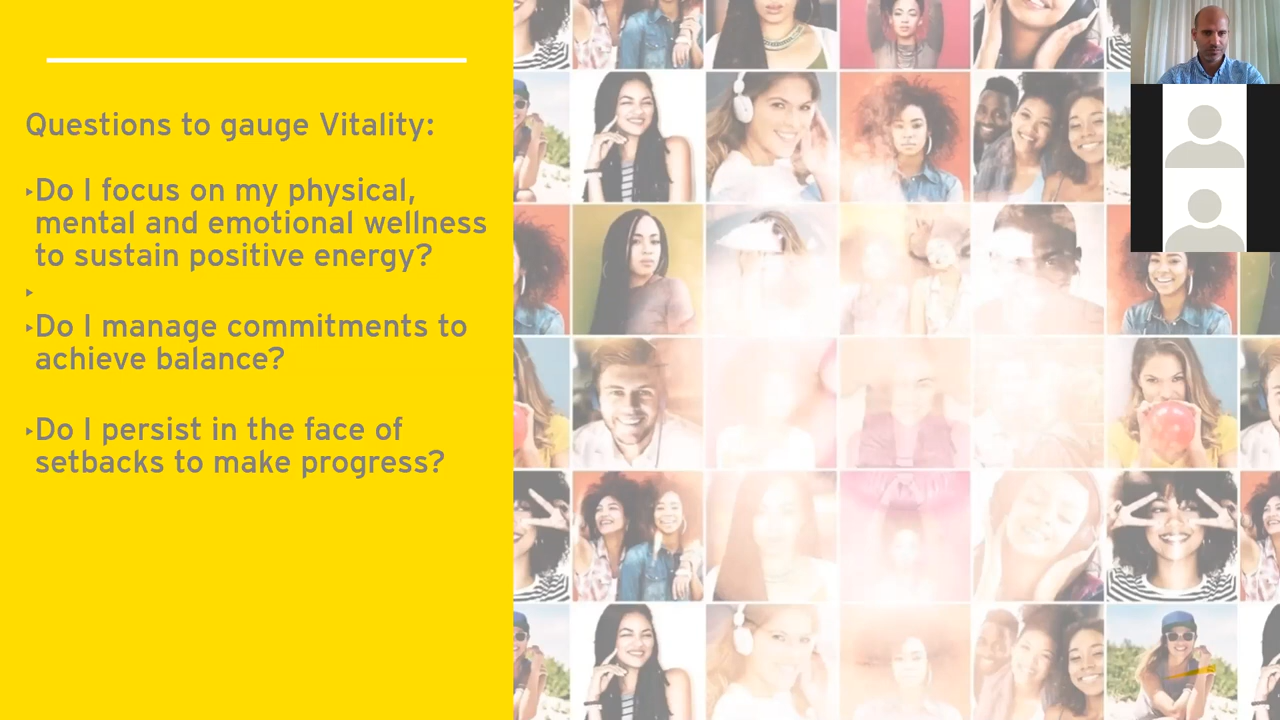 Questions to gauge Vitality:
▸Do I focus on my physical,
mental and emotional wellness
to sustain positive energy?
▸
▸Do I manage commitments to
achieve balance?
▸Do I persist in the face of
setbacks to make progress?